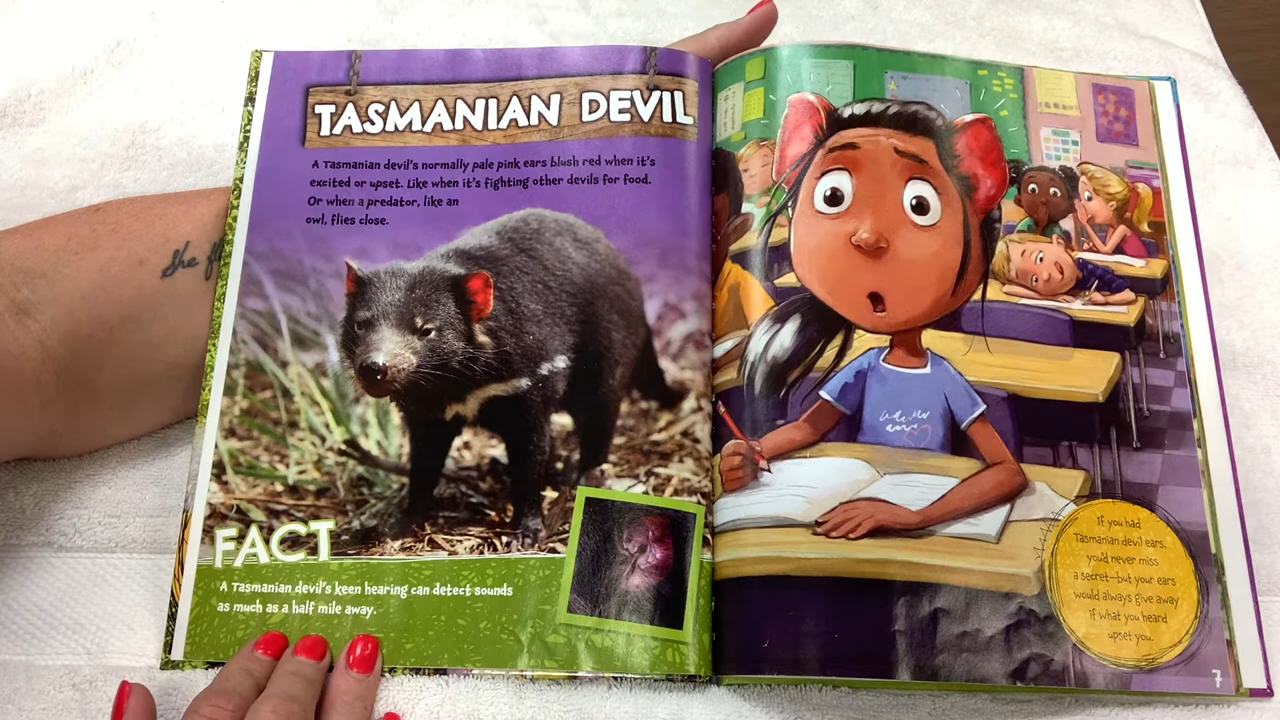 She
TASMANIAN DEVIL
A Tasmanian devil's normally pale pink ears blush red when it's
excited or upset. Like when it's fighting other devils for food.
Or when a predator, like an
owl, flies close.
FACT
A Tasmanian devil's keen hearing can detect sounds
as much as a half mile away.
If you had
Tasmanian devil ears,
you'd never miss
a secret—but your ears
would always give away
if what you heard
upset you.
7